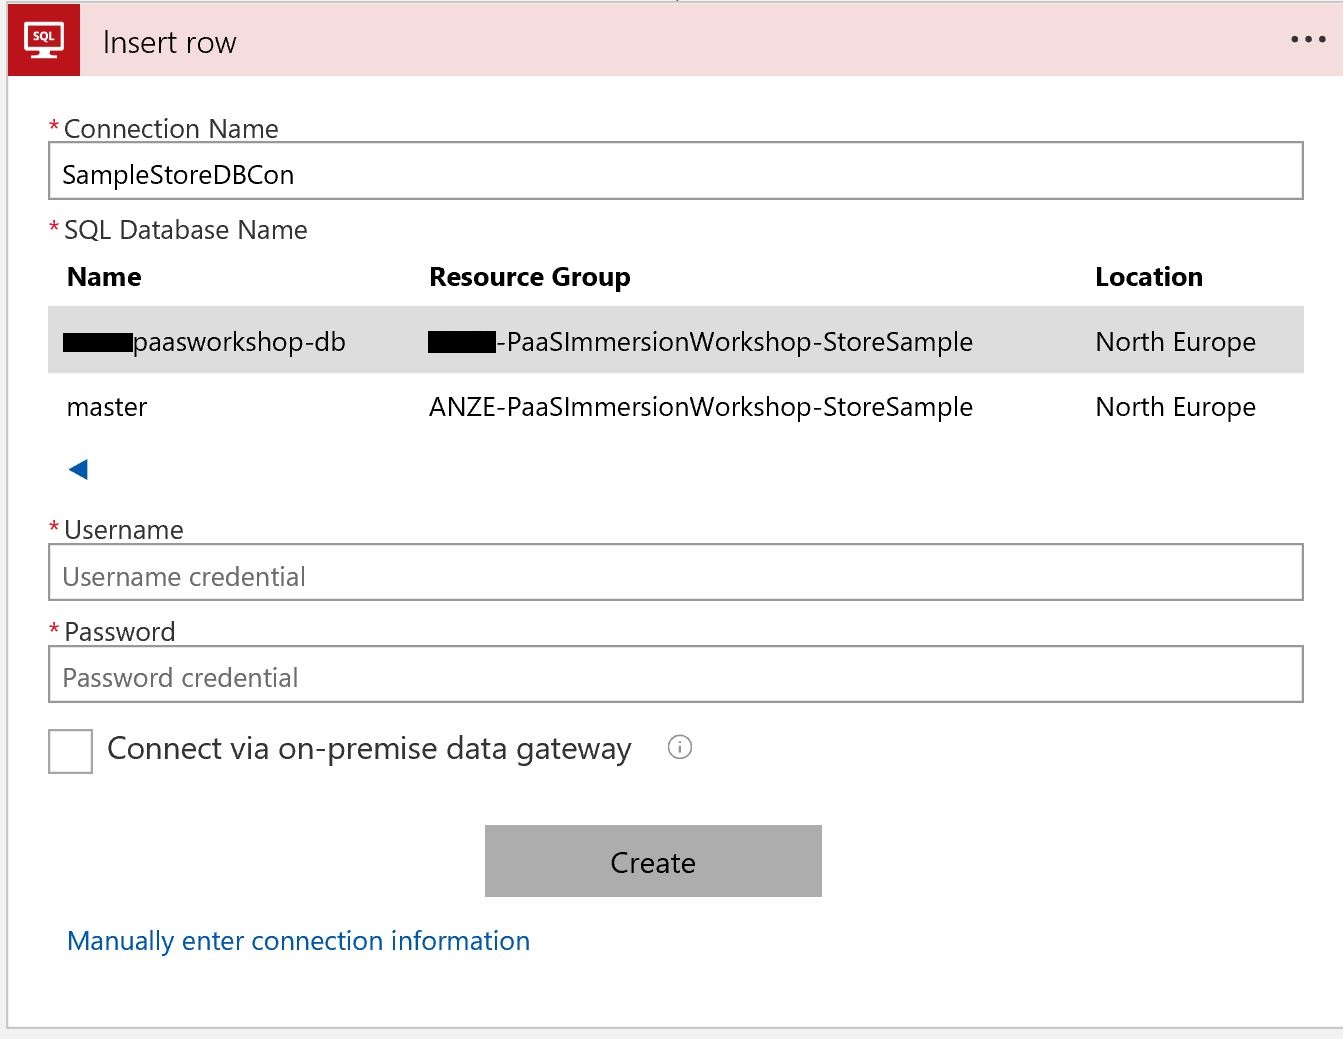 SQL
Insert row
* Connection Name
SampleStoreDBCon
* SQL Database Name
Name Resource Group Location
paasworkshop-db -PaaSImmersionWorkshop-StoreSample North Europe
master ANZE-PaaSImmersionWorkshop-StoreSample North Europe
* Username
Username credential
* Password
Password credential
Connect via on-premise data gateway
Create
Manually enter connection information